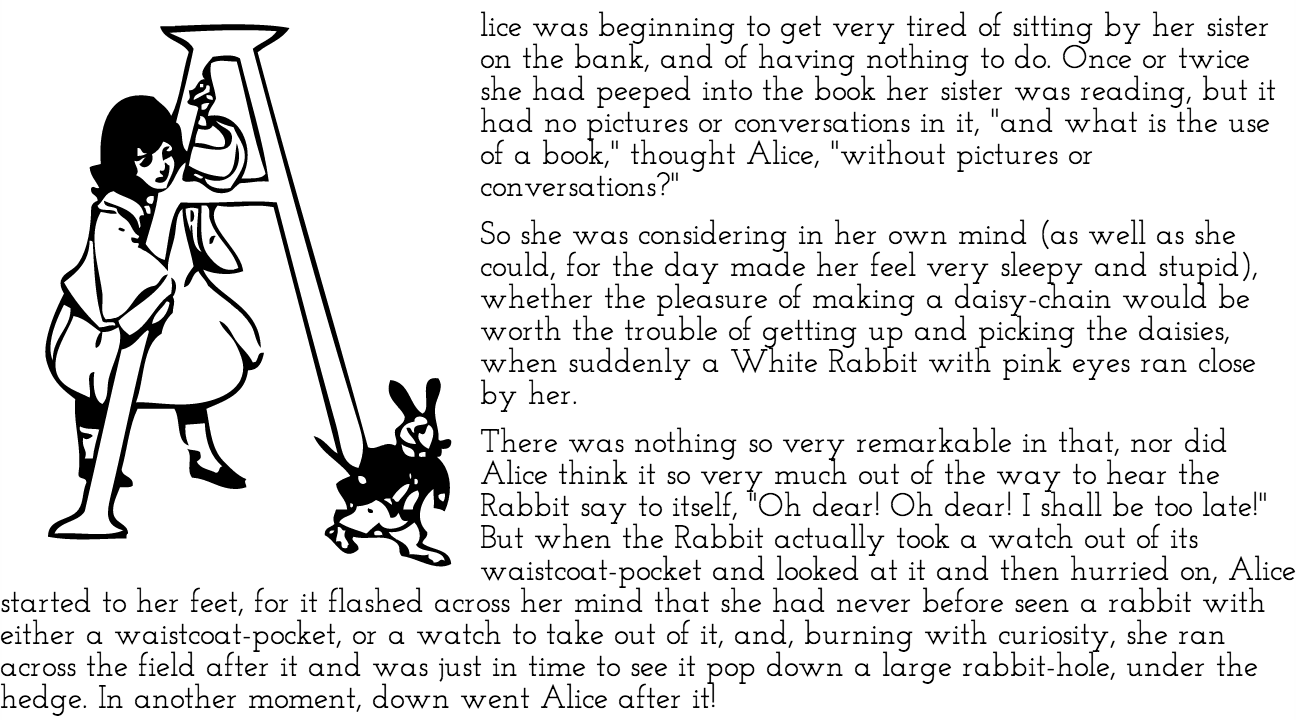 A
lice was beginning to get very tired of sitting by her sister
on the bank, and of having nothing to do. Once or twice
she had peeped into the book her sister was reading, but it
had no pictures or conversations in it, "and what is the use
of a book," thought Alice, "without pictures or
conversations?"
So she was considering in her own mind (as well as she
could, for the day made her feel very sleepy and stupid),
whether the pleasure of making a daisy-chain would be
worth the trouble of getting up and picking the daisies,
when suddenly a White Rabbit with pink eyes ran close
by her.
There was nothing so very remarkable in that, nor did
Alice think it so very much out of the way to hear the
Rabbit say to itself, "Oh dear! Oh dear! I shall be too late!"
But when the Rabbit actually took a watch out of its
waistcoat-pocket and looked at it and then hurried on, Alice
started to her feet, for it flashed across her mind that she had never before seen a rabbit with
either a waistcoat-pocket, or a watch to take out of it, and, burning with curiosity, she ran
across the field after it and was just in time to see it pop down a large rabbit-hole, under the
hedge. In another moment, down went Alice after it!